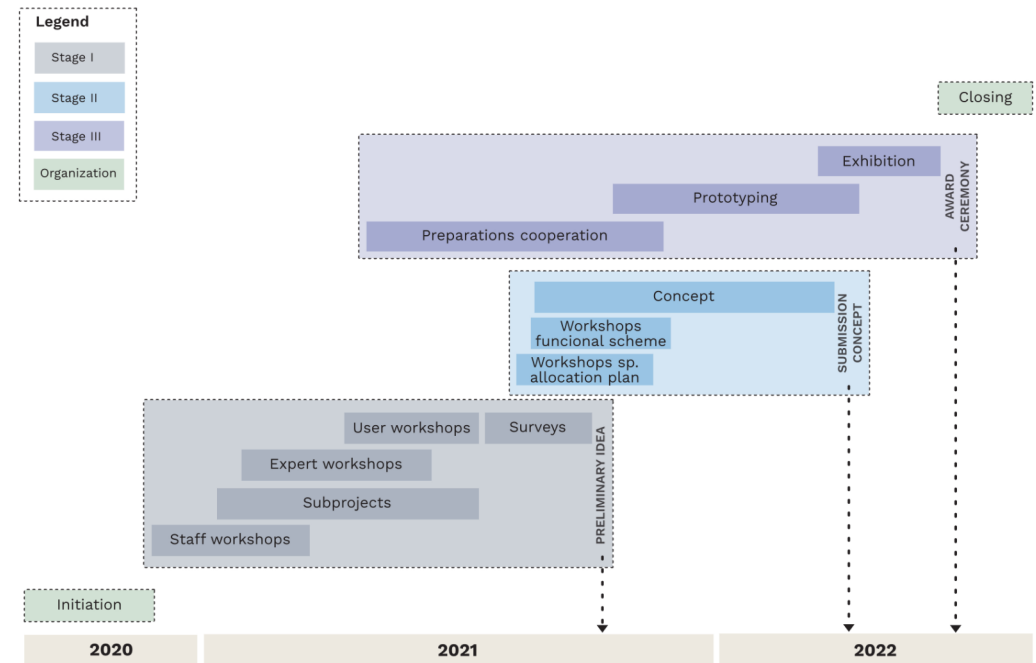 Legend
Stage I
Stage II
Stage III
Organization
Closing
Exhibition
Prototyping
Preparations cooperation
AWARD
CEREMONY
Concept
Workshops
funcional scheme
Workshops sp.
allocation plan
SUBMISSION
CONCEPT
User workshops
Surveys
Expert workshops
Subprojects
Staff workshops
PRELIMINARY IDEA
Initiation
2020
2021
2022